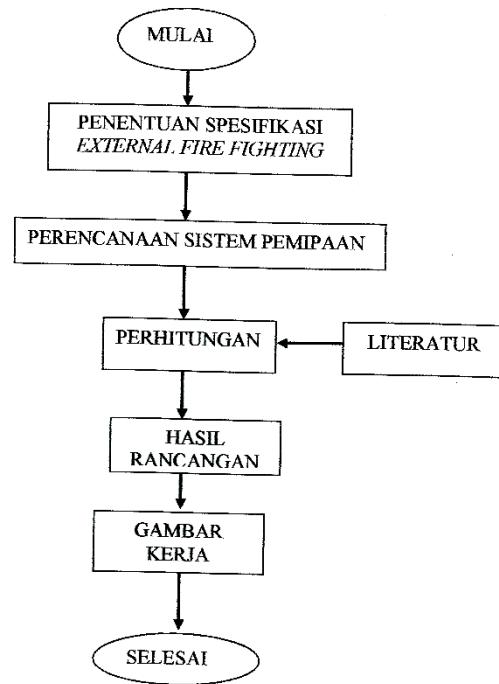 MULAI
PENENTUAN SPESIFIKASI
EXTERNAL FIRE FIGHTING
PERENCANAAN SISTEM PEMIPAAN
PERHITUNGAN
LITERATUR
HASIL
RANCANGAN
GAMBAR
KERJA
SELESAI